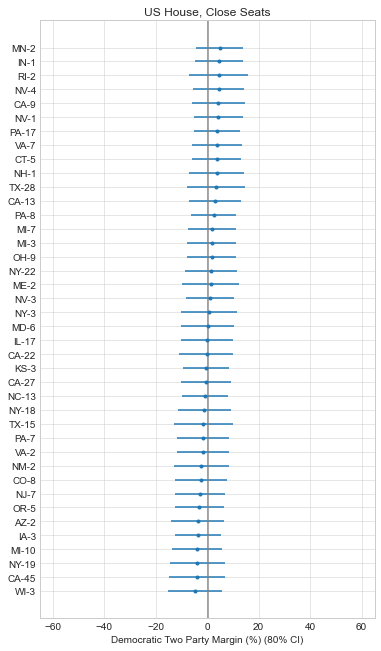 US House, Close Seats
MN-2
IN-1
RI-2
NV-4
CA-9
NV-1
PA-17
VA-7
CT-5
NH-1
TX-28
CA-13
PA-8
MI-7
MI-3
OH-9
NY-22
ME-2
NV-3
NY-3
MD-6
IL-17
CA-22
KS-3
CA-27
NC-13
NY-18
TX-15
PA-7
VA-2
NM-2
CO-8
NJ-7
OR-5
AZ-2
IA-3
MI-10
NY-19
CA-45
WI-3
−60 −40 −20 0 20 40 60
Democratic Two Party Margin (%) (80% CI)